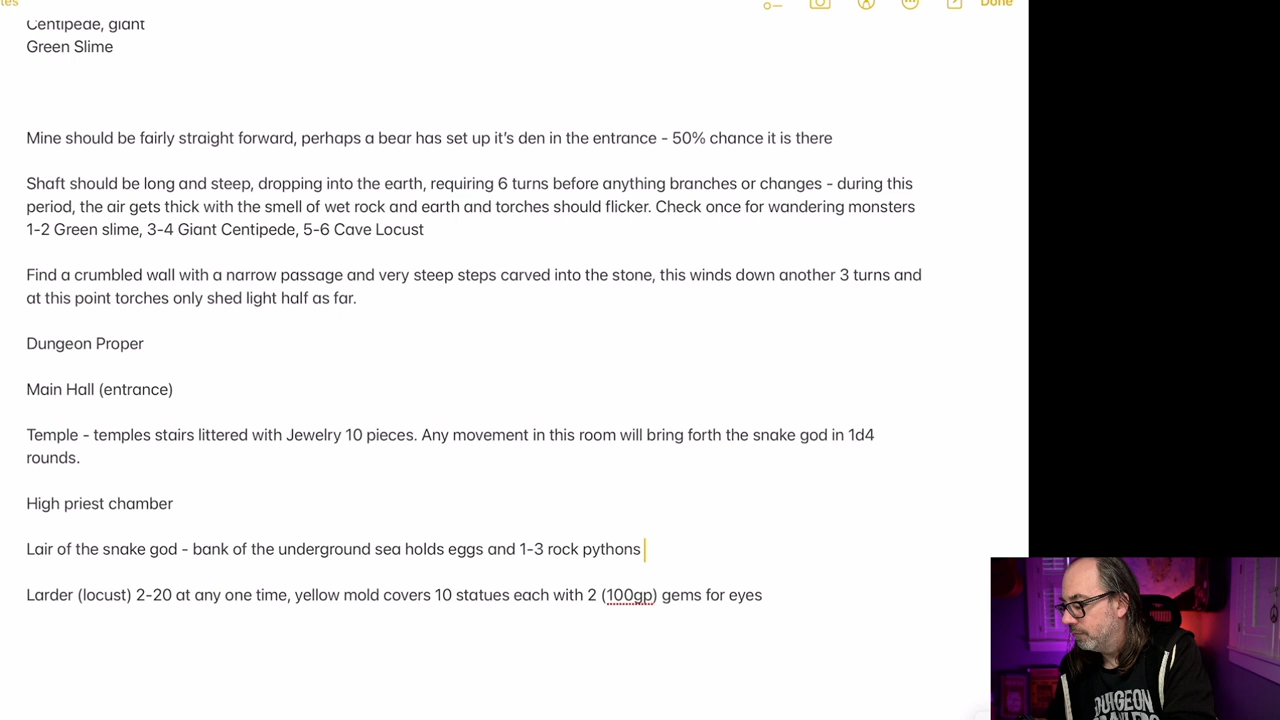 tes
Done
Centipede, giant
Green Slime
Mine should be fairly straight forward, perhaps a bear has set up it's den in the entrance - 50% chance it is there
Shaft should be long and steep, dropping into the earth, requiring 6 turns before anything branches or changes - during this
period, the air gets thick with the smell of wet rock and earth and torches should flicker. Check once for wandering monsters
1-2 Green slime, 3-4 Giant Centipede, 5-6 Cave Locust
Find a crumbled wall with a narrow passage and very steep steps carved into the stone, this winds down another 3 turns and
at this point torches only shed light half as far.
Dungeon Proper
Main Hall (entrance)
Temple - temples stairs littered with Jewelry 10 pieces. Any movement in this room will bring forth the snake god in 1d4
rounds.
High priest chamber
Lair of the snake god - bank of the underground sea holds eggs and 1-3 rock pythons
Larder (locust) 2-20 at any one time, yellow mold covers 10 statues each with 2 (100gp) gems for eyes
DUNGEON